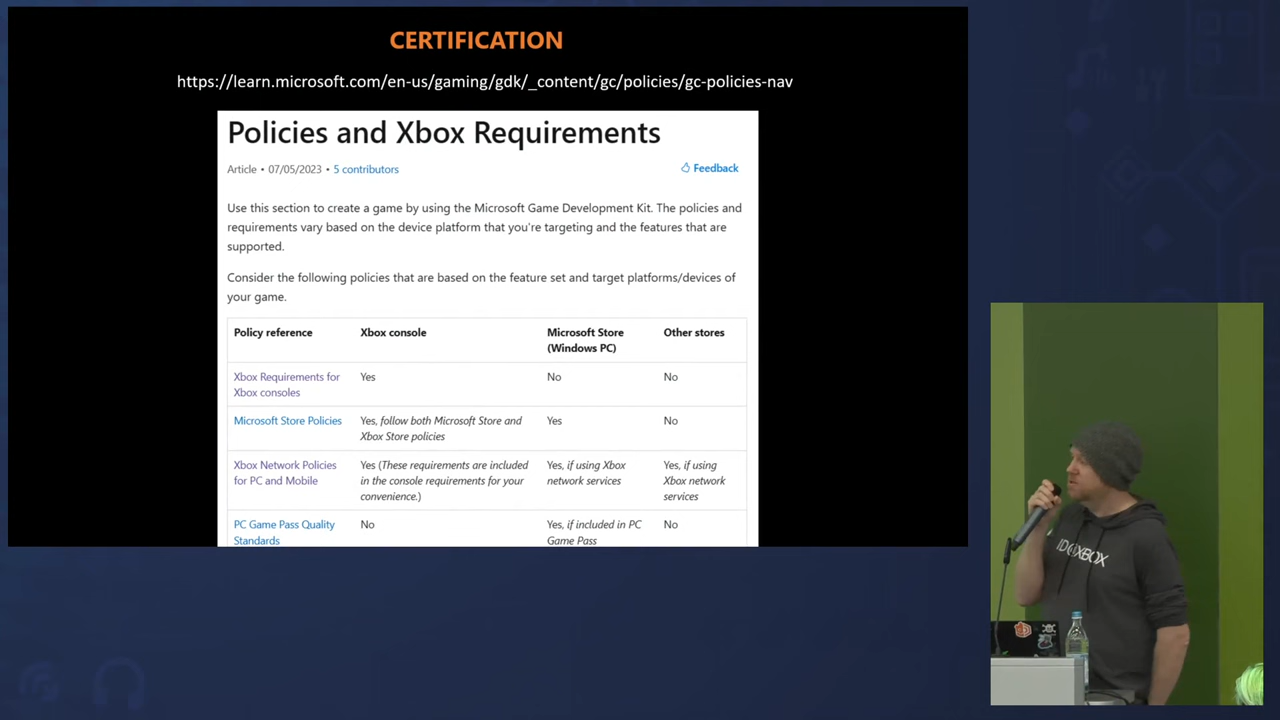 CERTIFICATION
https://learn.microsoft.com/en-us/gaming/gdk/_content/gc/policies/gc-policies-nav
Policies and Xbox Requirements
Article • 07/05/2023 • 5 contributors
Feedback
Use this section to create a game by using the Microsoft Game Development Kit. The policies and
requirements vary based on the device platform that you're targeting and the features that are
supported.
Consider the following policies that are based on the feature set and target platforms/devices of
your game.
Policy reference
Xbox console
Microsoft Store
(Windows PC)
Other stores
Xbox Requirements for
Xbox consoles
Yes
No
No
Microsoft Store Policies
Yes, follow both Microsoft Store and
Xbox Store policies
Yes
No
Xbox Network Policies
for PC and Mobile
Yes (These requirements are included
in the console requirements for your
convenience.)
Yes, if using Xbox
network services
Yes, if using
Xbox network
services
PC Game Pass Quality
Standards
No
Yes, if included in PC
Game Pass
No
ID@XBOX